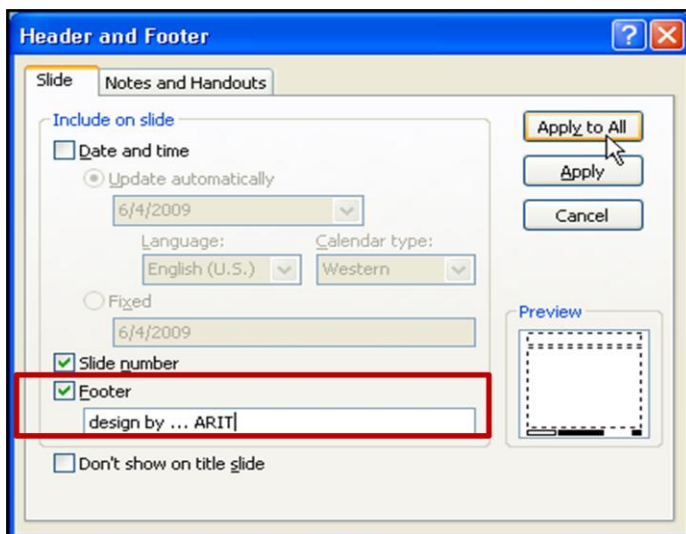 Header and Footer
Slide
Notes and Handouts
Include on slide
Date and time
Update automatically
6/4/2009
Language:
Calendar type:
English (U.S.)
Western
Fixed
6/4/2009
Slide number
Footer
design by ... ARIT
Don't show on title slide
Apply to All
Apply
Cancel
Preview